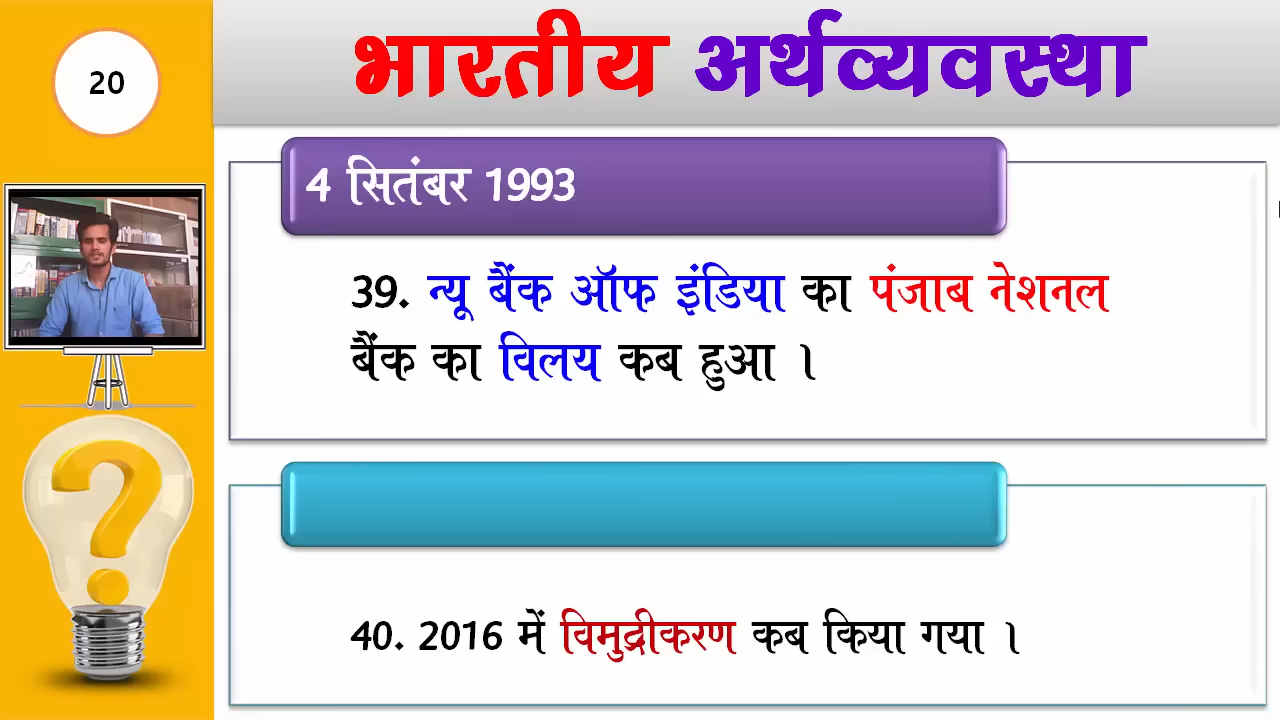 20
भारतीय अर्थव्यवस्था
4 सितंबर 1993
39. न्यू बैंक ऑफ इंडिया का पंजाब नेशनल
बैंक का विलय कब हुआ ।
40. 2016 में विमुद्रीकरण कब किया गया ।